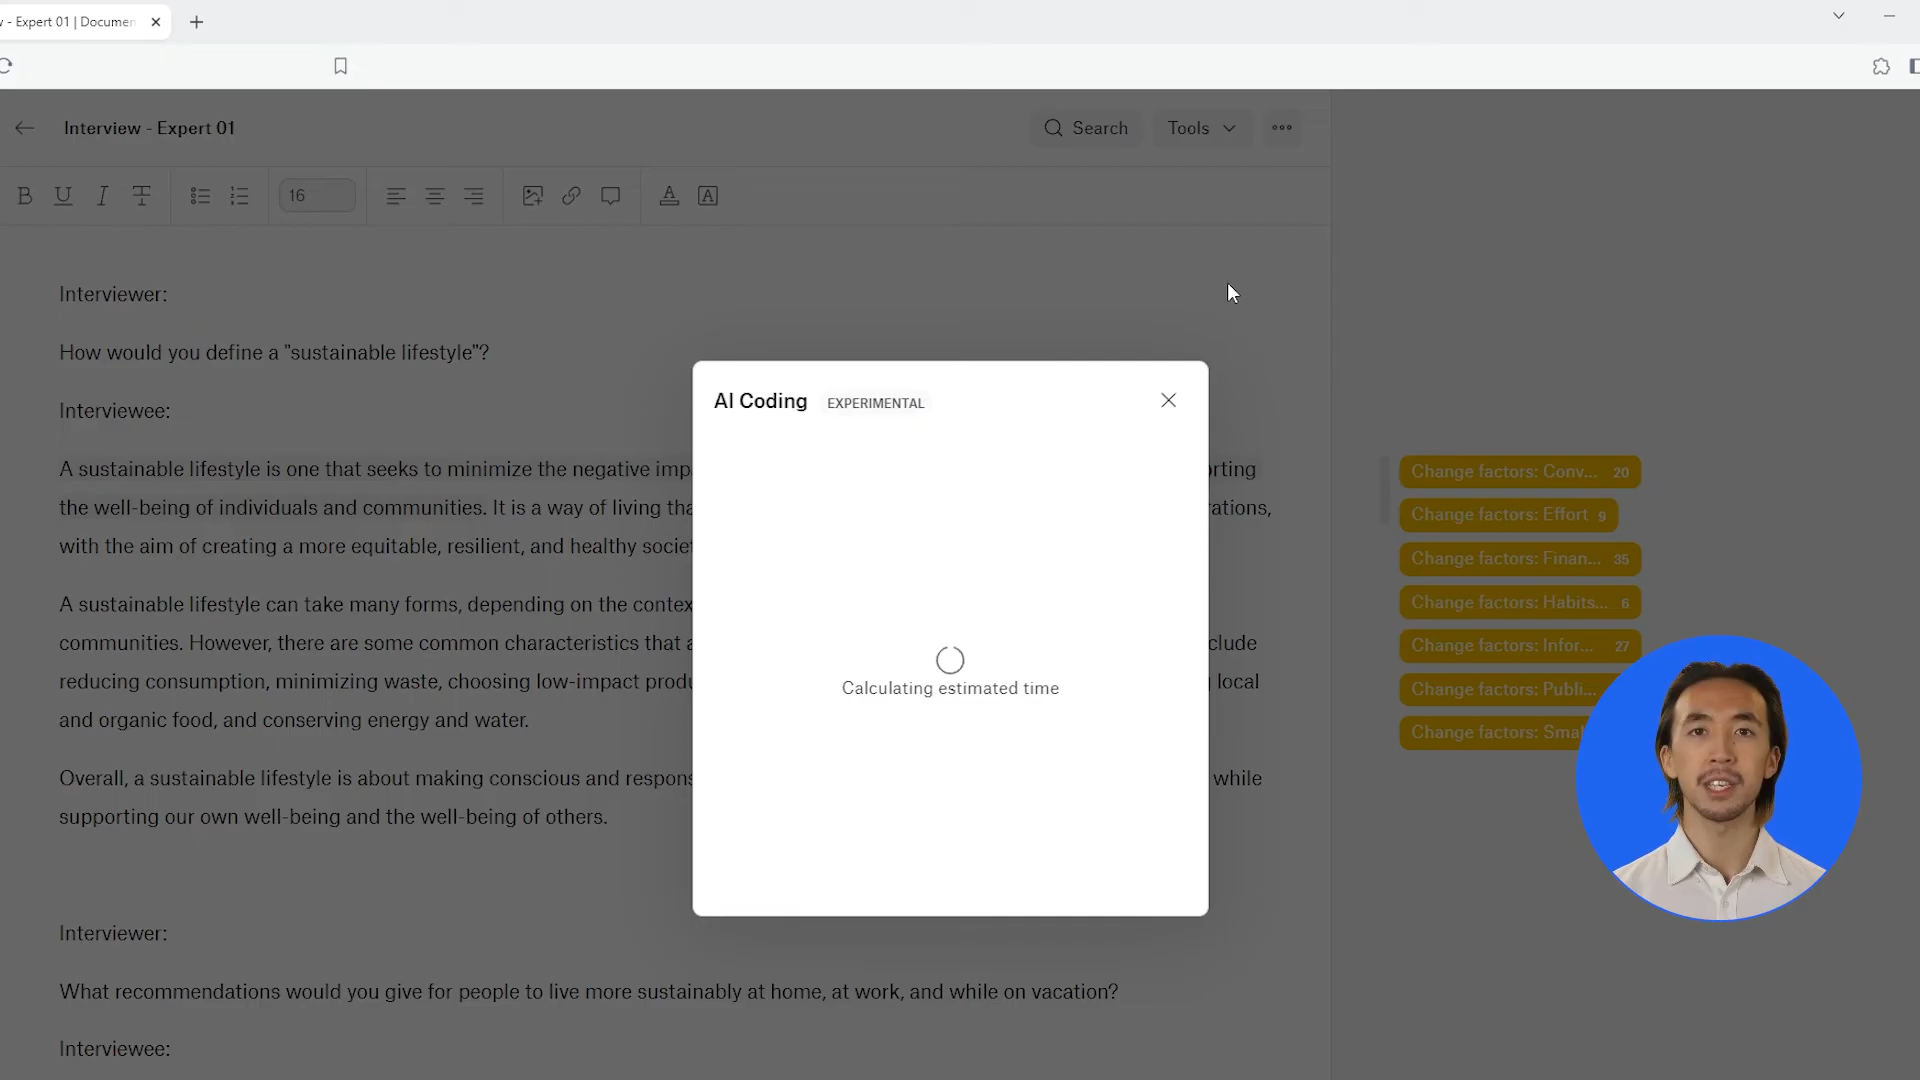 - Expert 01 | Documen
Interview - Expert 01
Search
Tools
16
Interviewer:
How would you define a "sustainable lifestyle"?
Interviewee:
A sustainable lifestyle is one that seeks to minimize the negative imp
rting
the well-being of individuals and communities. It is a way of living tha
ations,
with the aim of creating a more equitable, resilient, and healthy societ
A sustainable lifestyle can take many forms, depending on the contex
communities. However, there are some common characteristics that a
clude
reducing consumption, minimizing waste, choosing low-impact produ
local
and organic food, and conserving energy and water.
Overall, a sustainable lifestyle is about making conscious and respons
while
supporting our own well-being and the well-being of others.
Interviewer:
What recommendations would you give for people to live more sustainably at home, at work, and while on vacation?
Interviewee:
AI Coding EXPERIMENTAL
Calculating estimated time
Change factors: Conv... 20
Change factors: Effort 9
Change factors: Finan... 35
Change factors: Habits... 6
Change factors: Infor... 27
Change factors: Publi...
Change factors: Smal